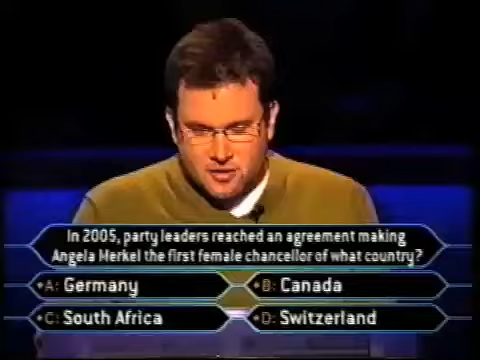 In 2005, party leaders reached an agreement making
Angela Merkel the first female chancellor of what country?
A: Germany
B: Canada
C: South Africa
D: Switzerland